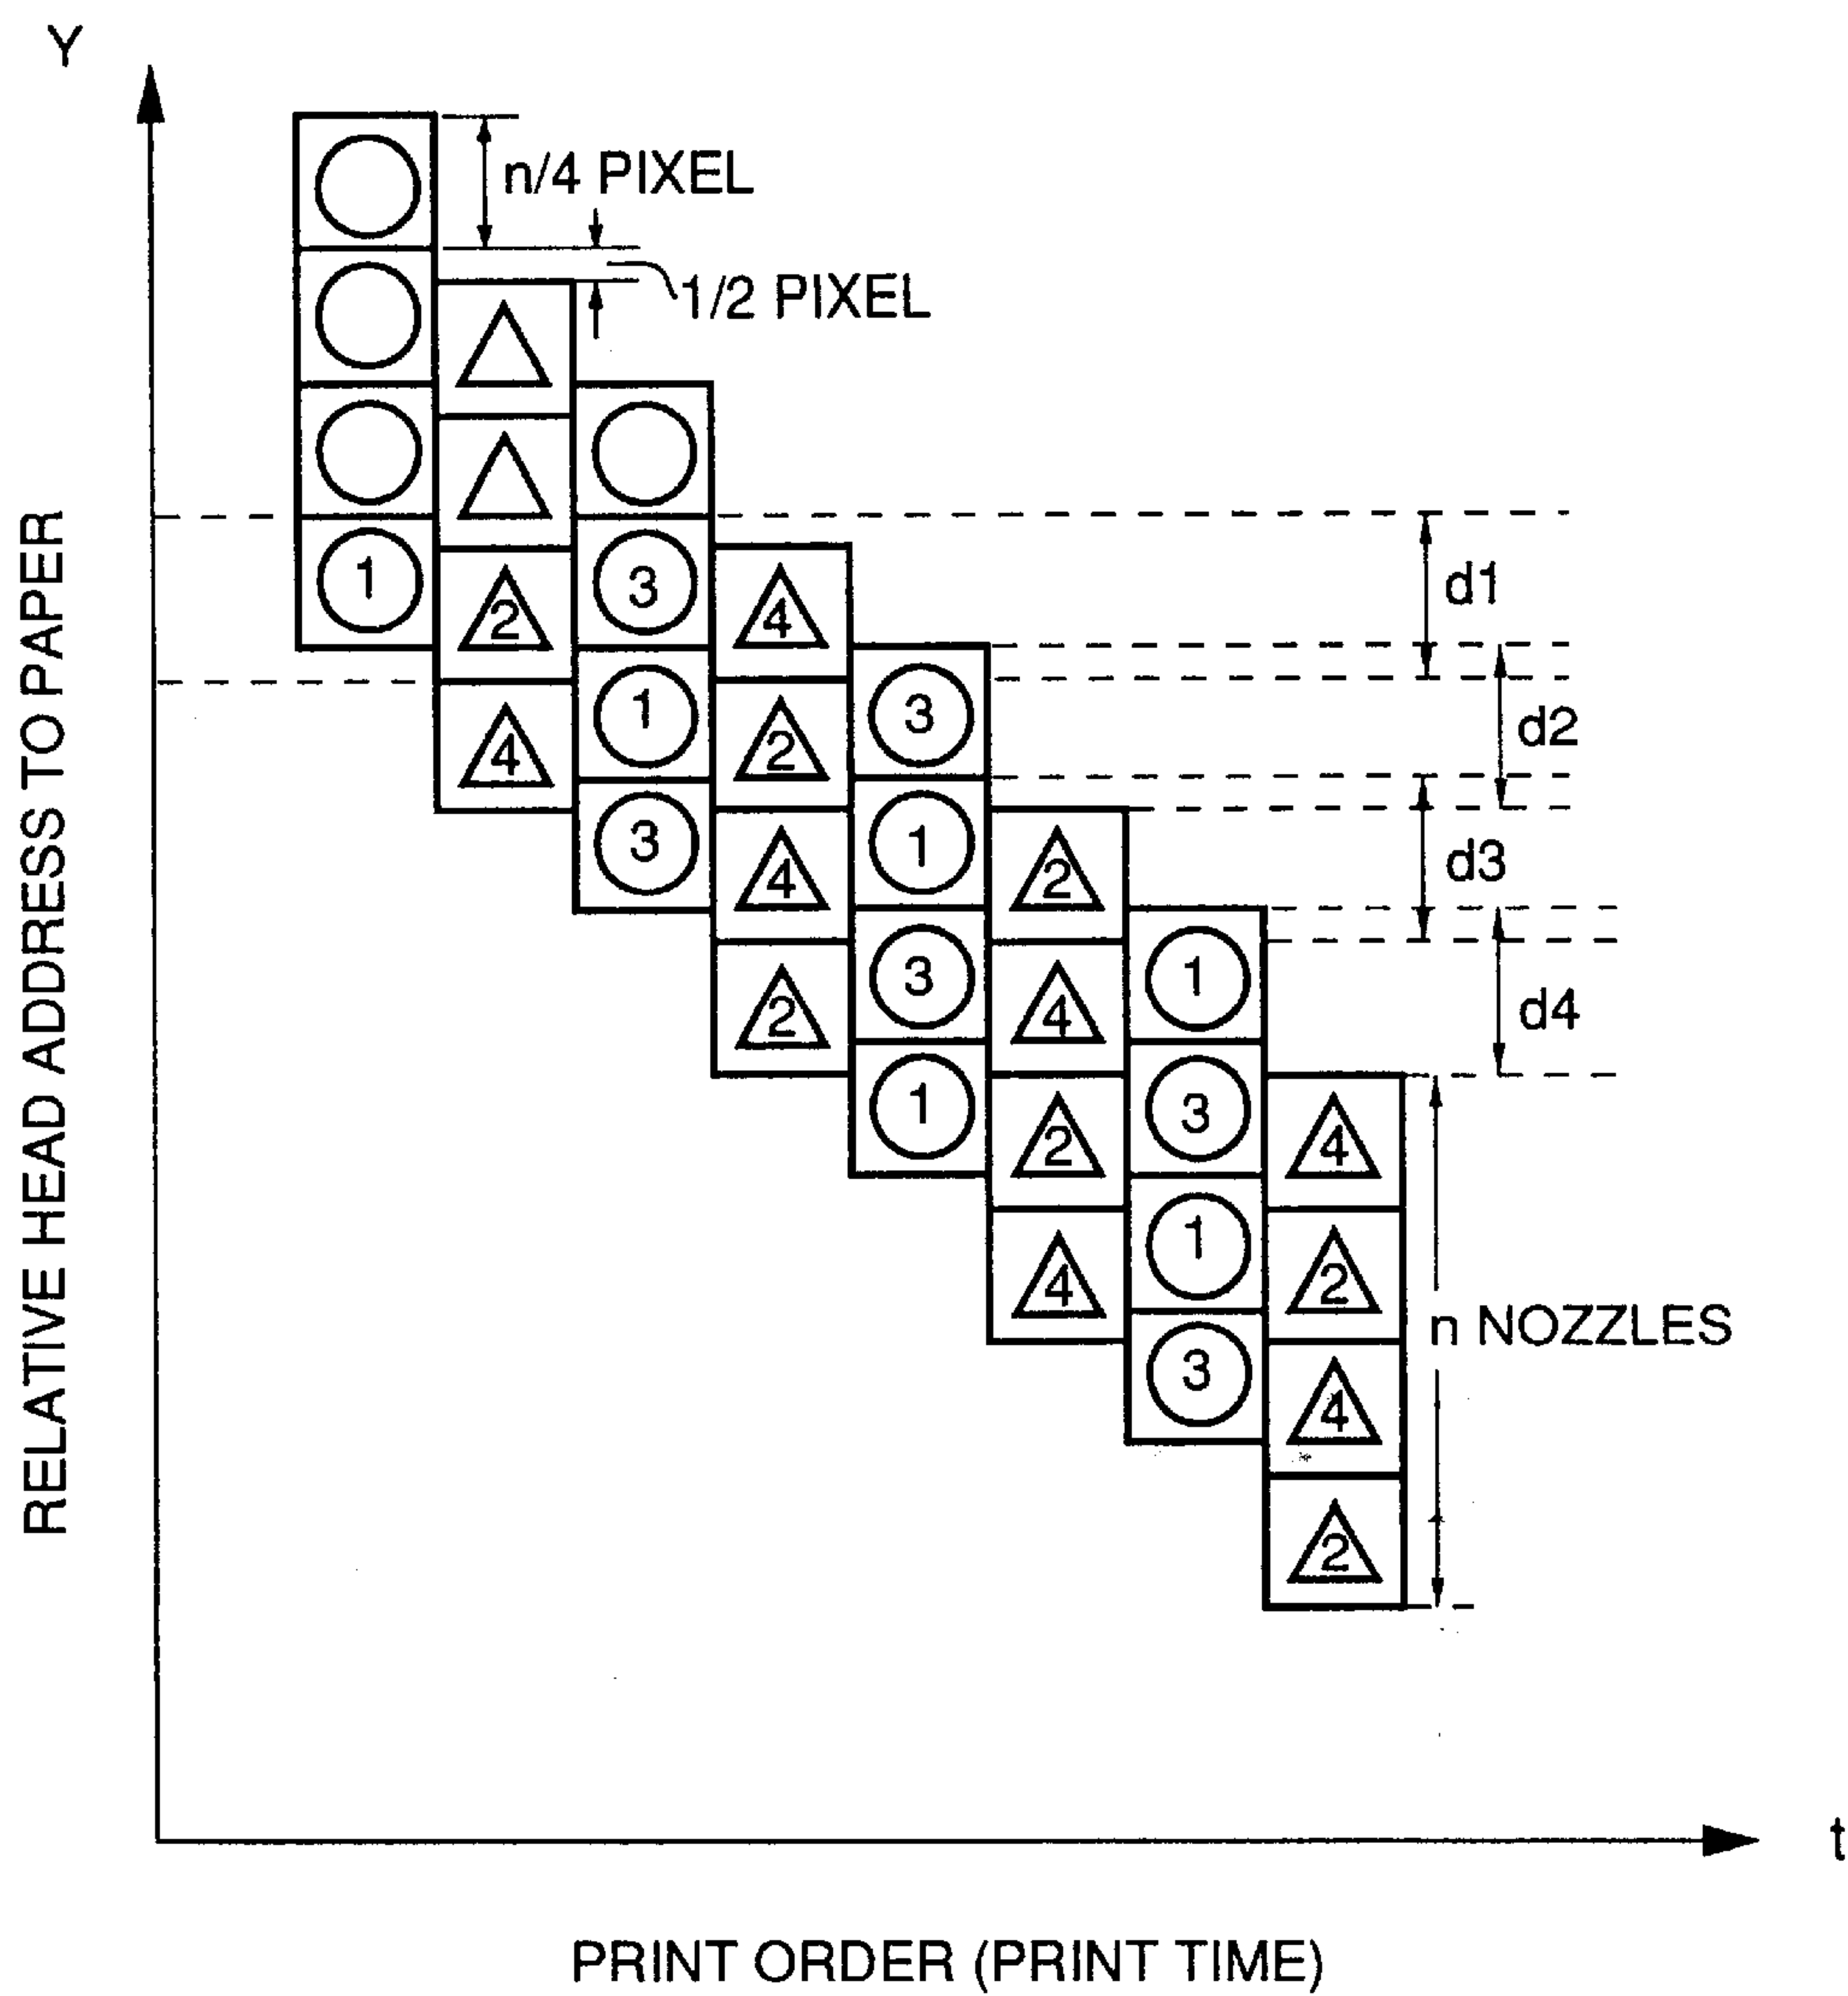 Y
n/4 PIXEL
1/2 PIXEL
d1
1
3
2
4
d2
1
3
4
2
d3
3
1
4
2
d4
3
1
2
4
1
3
2
4
1
2
n NOZZLES
4
3
4
2
RELATIVE HEAD ADDRESS TO PAPER
t
PRINT ORDER (PRINT TIME)